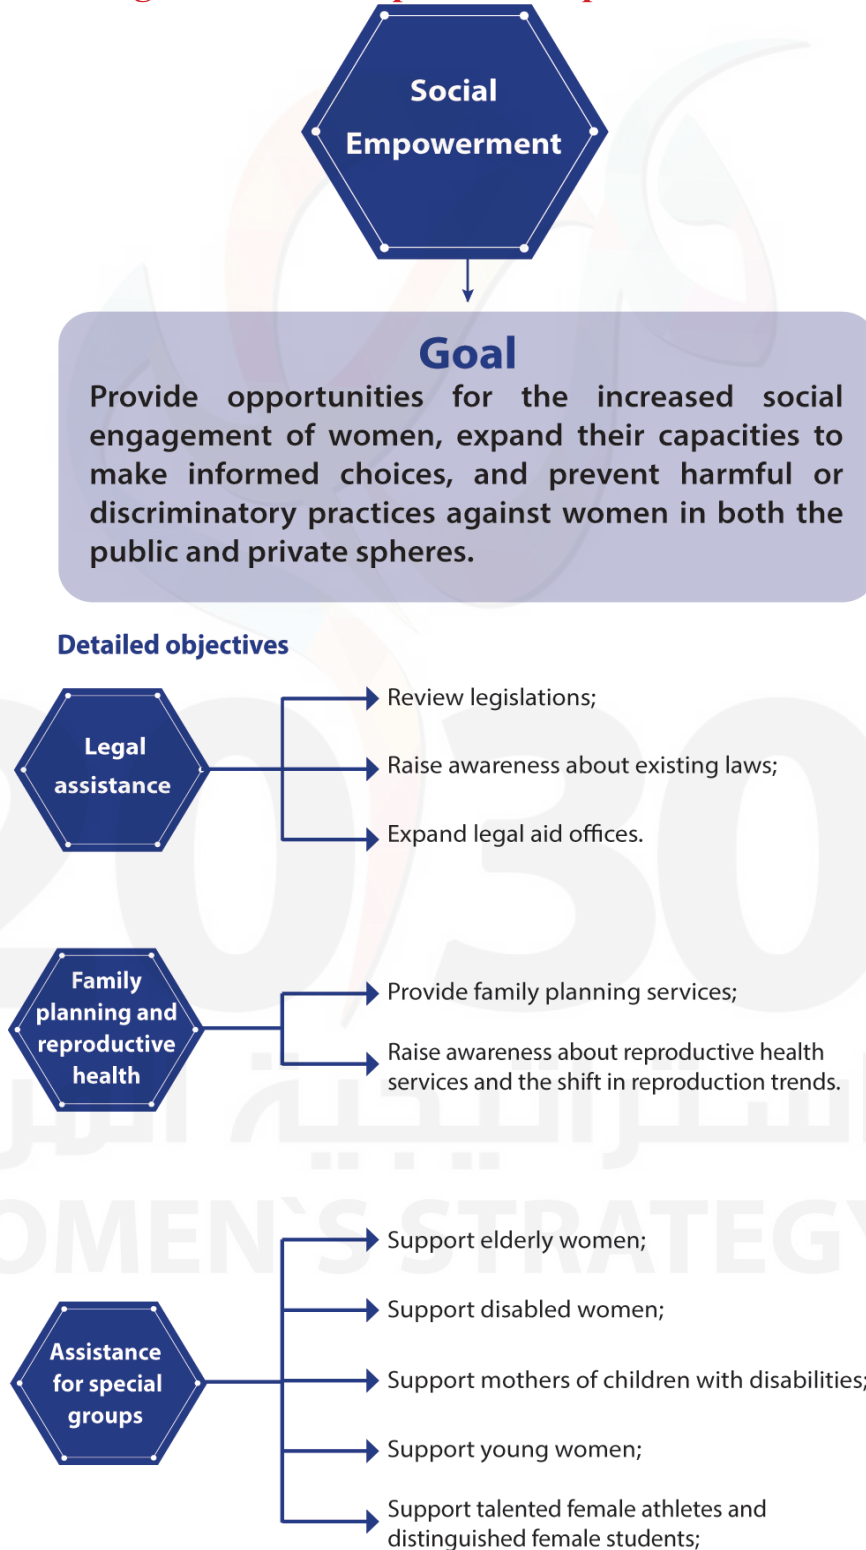 Social
Empowerment
Goal
Provide opportunities for the increased social
engagement of women, expand their capacities to
make informed choices, and prevent harmful or
discriminatory practices against women in both the
public and private spheres.
Detailed objectives
Legal
assistance
Review legislations;
Raise awareness about existing laws;
Expand legal aid offices.
Family
planning and
reproductive
health
Provide family planning services;
Raise awareness about reproductive health
services and the shift in reproduction trends.
Assistance
for special
groups
Support elderly women;
Support disabled women;
Support mothers of children with disabilities;
Support young women;
Support talented female athletes and
distinguished female students;
2030
OMEN`S STRATEGY